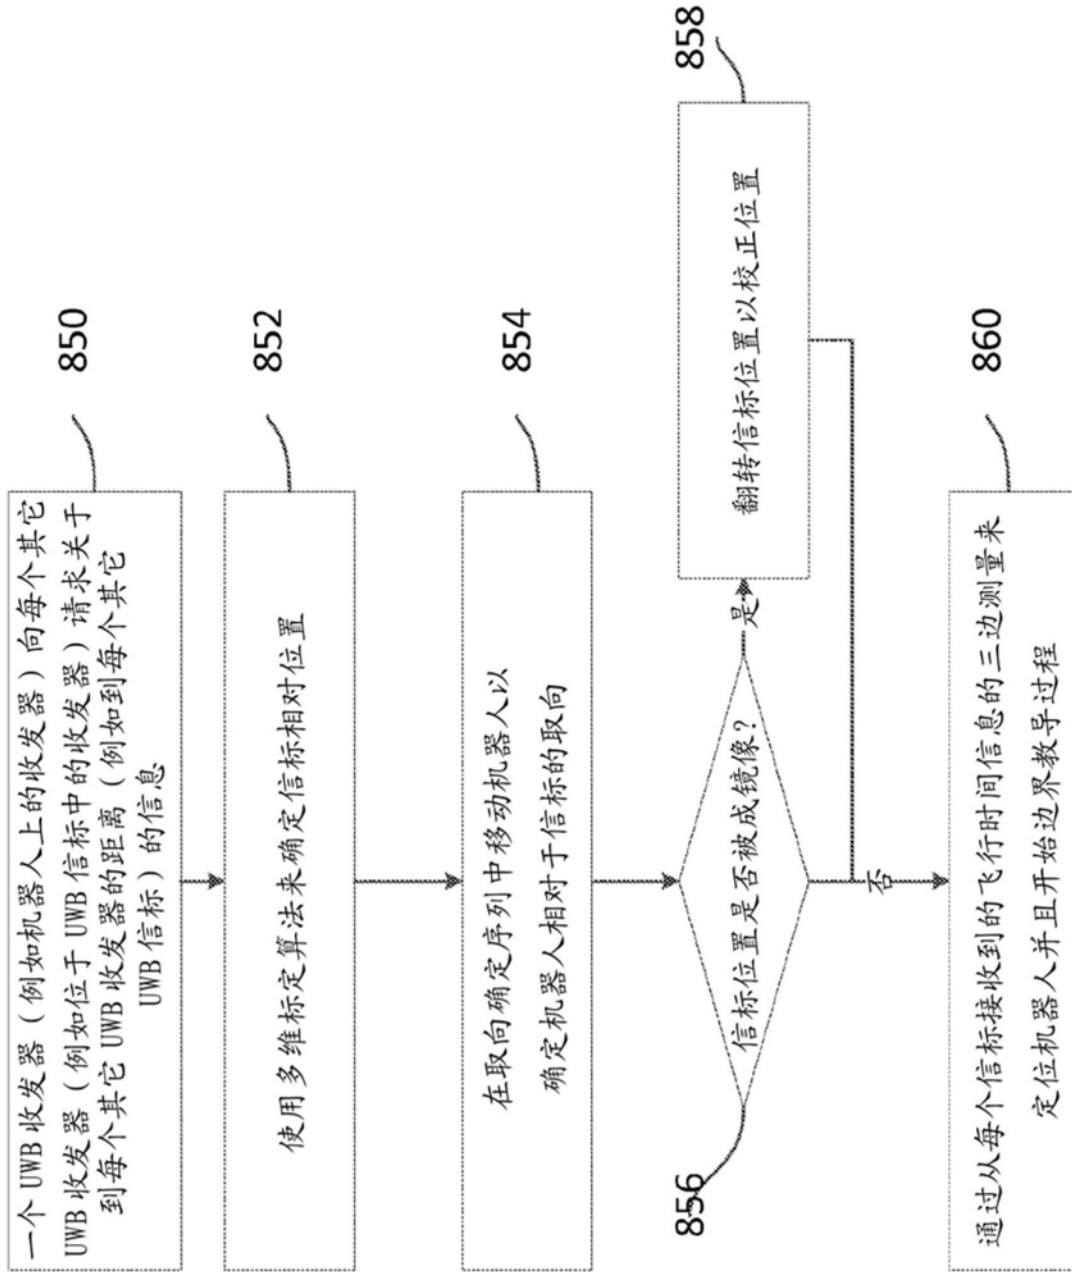 850
一个 UWB 收发器（例如机器人上的收发器）向每个其它
UWB 收发器（例如位于 UWB 信标中的收发器）请求关于
到每个其它 UWB 收发器的距离（例如到每个其它
UWB 信标）的信息
852
使用多维标定算法来确定信标相对位置
854
在取向确定序列中移动机器人以
确定机器人相对于信标的取向
856
信标位置是否被成镜像？
是
858
翻转信标位置以校正位置
否
860
通过从每个信标接收到的飞行时间信息的三边测量来
定位机器人并且开始边界教导过程